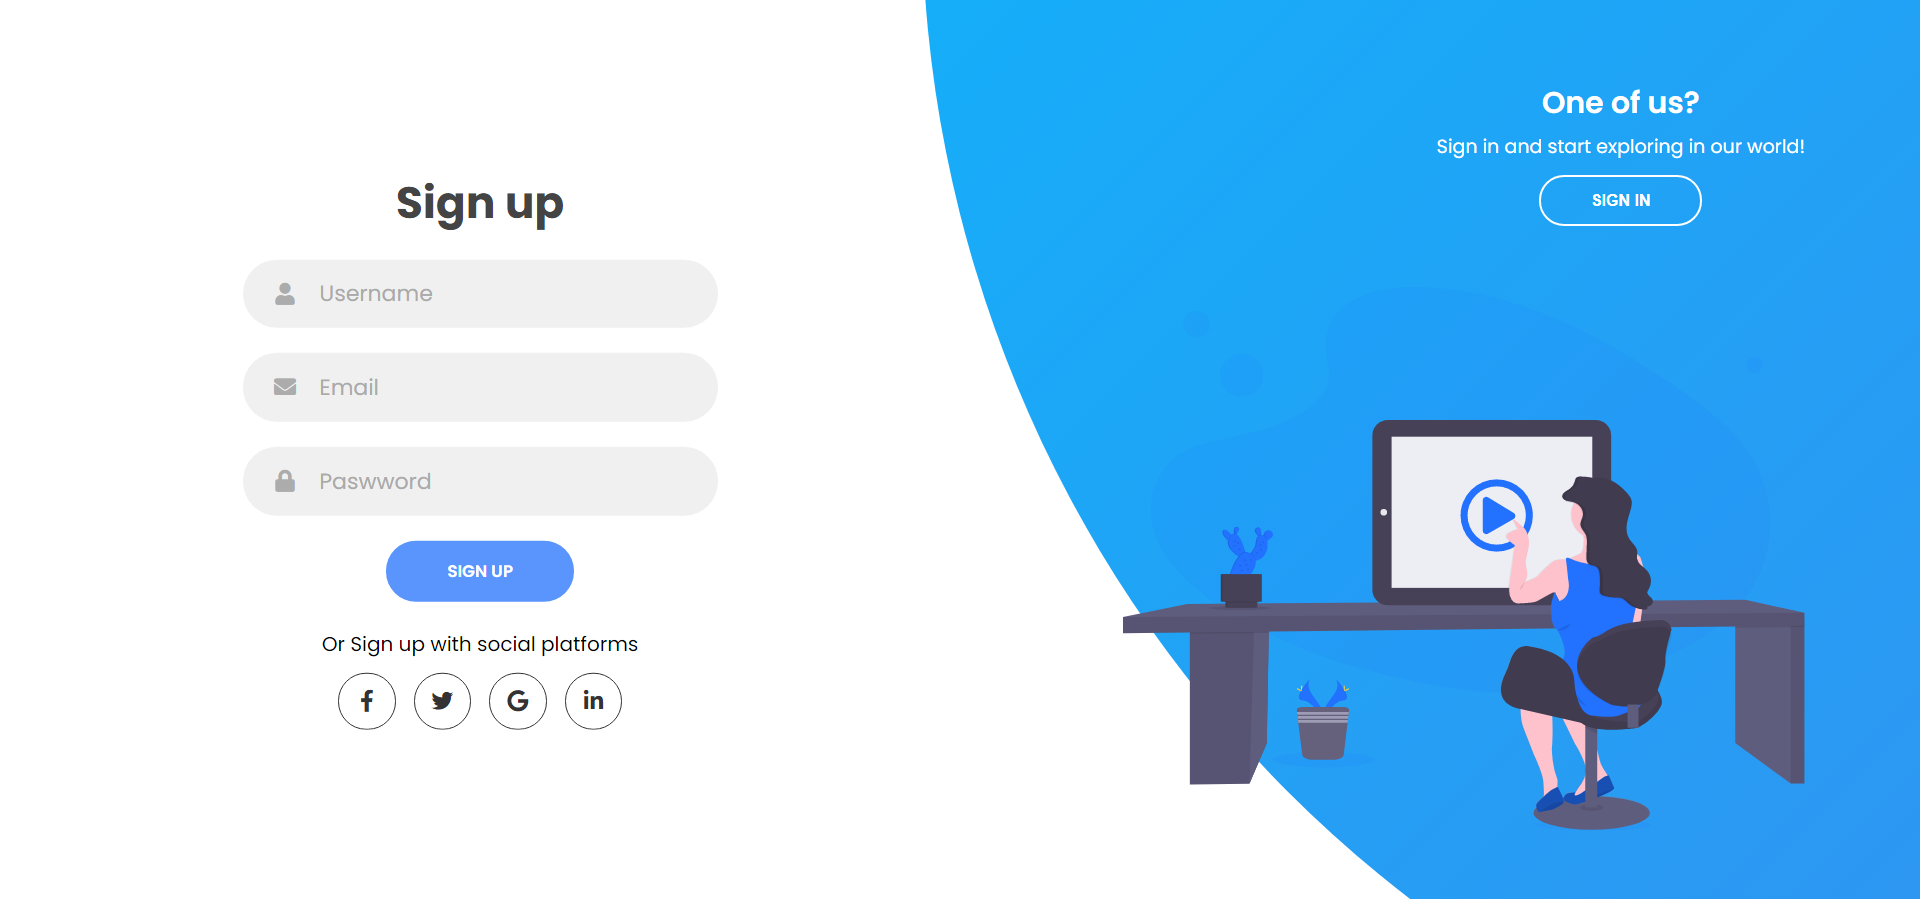 Sign up
Username
Email
Paswword
SIGN UP
Or Sign up with social platforms
One of us?
Sign in and start exploring in our world!
SIGN IN